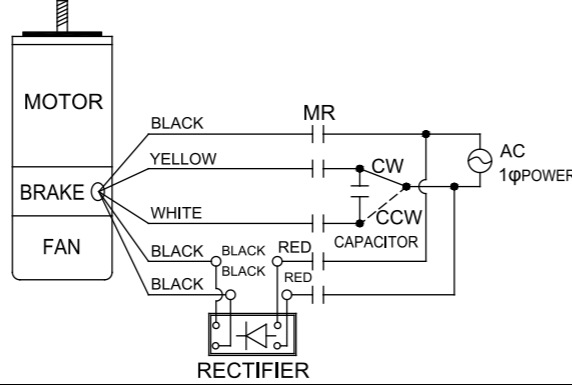 MOTOR
BRAKE
FAN
BLACK
MR
YELLOW
CW
AC
1φPOWER
WHITE
CCW
CAPACITOR
BLACK
BLACK
RED
BLACK
BLACK
RED
RECTIFIER